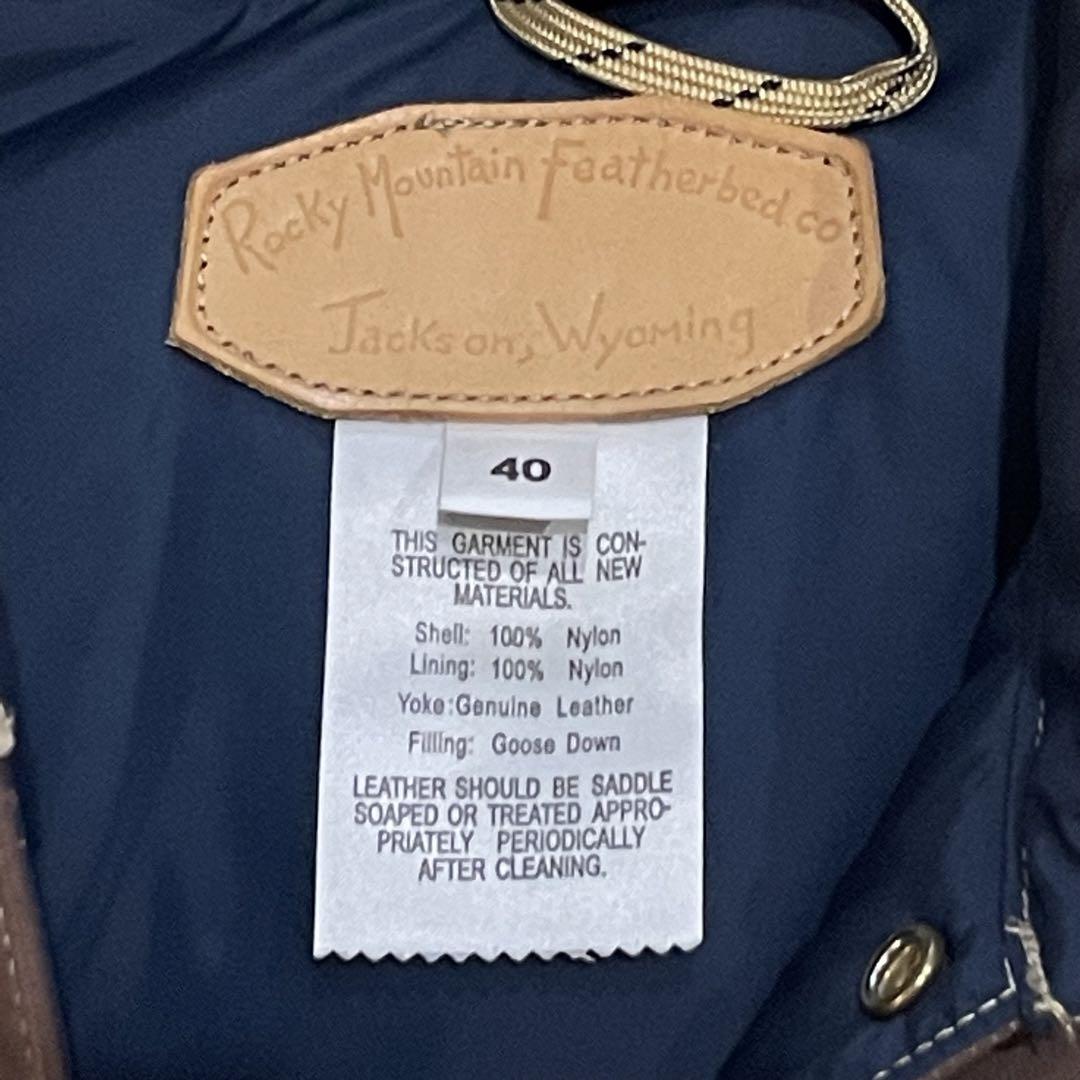 Rocky Mountain Featherbed.co
Jackson, Wyoming
40
THIS GARMENT IS CON-
STRUCTED OF ALL NEW
MATERIALS.
Shell: 100% Nylon
Lining: 100% Nylon
Yoke:Genuine Leather
Filling: Goose Down
LEATHER SHOULD BE SADDLE
SOAPED OR TREATED APPRO-
PRIATELY PERIODICALLY
AFTER CLEANING.